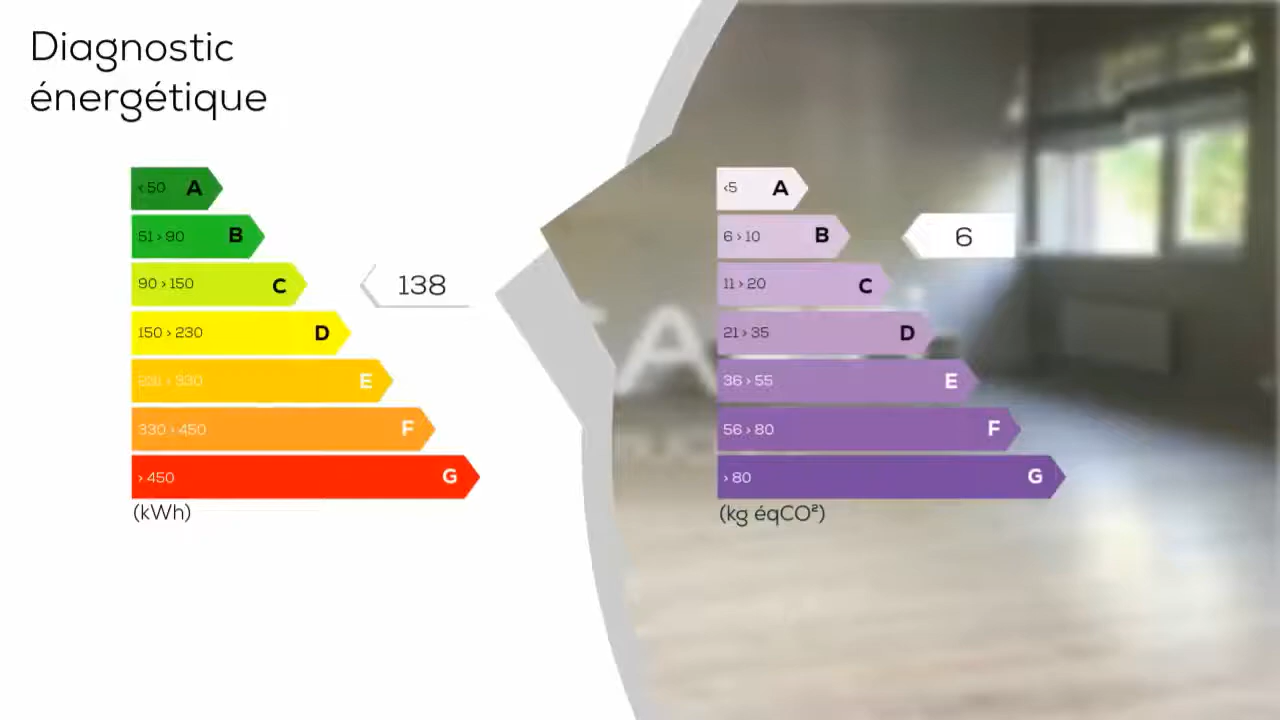 Diagnostic
énergétique
< 50 A
51 > 90 B
90 > 150 C
138
150 > 230 D
330 E
330 > 450 F
> 450 G
(kWh)
<5 A
6 > 10 B
6
11 > 20 C
21 > 35 D
36 > 55 E
56 > 80 F
> 80 G
(kg éqCO²)